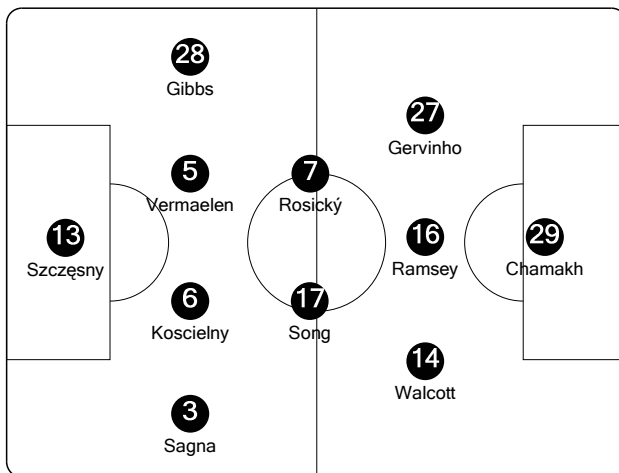 28
Gibbs
27
Gervinho
5
Vermaelen
7
Rosický
13
Szczęsny
16
Ramsey
29
Chamakh
6
Koscielny
17
Song
14
Walcott
3
Sagna